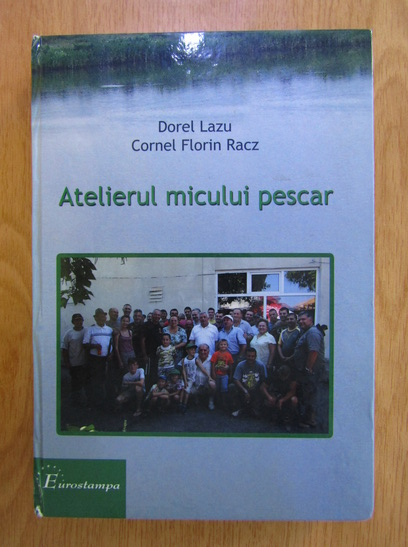 Dorel Lazu
Cornel Florin Racz
Atelierul micului pescar
Eurostampa